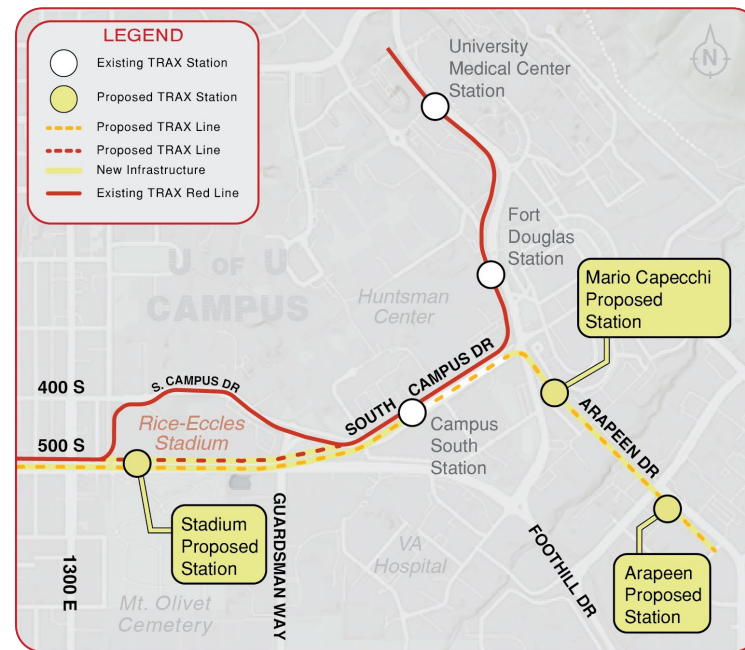 LEGEND
Existing TRAX Station
Proposed TRAX Station
Proposed TRAX Line
Proposed TRAX Line
New Infrastructure
Existing TRAX Red Line
N
University
Medical Center
Station
Fort
Douglas
Station
Mario Capecchi
Proposed
Station
U OF U
CAMPUS
Huntsman
Center
400 S
S. CAMPUS DR
SOUTH CAMPUS DR
ARAPEEN DR
Rice-Eccles
Stadium
500 S
Campus
South
Station
Stadium
Proposed
Station
GUARDSMAN WAY
VA
Hospital
FOOTHILL DR
Arapeen
Proposed
Station
1300 E
Mt. Olivet
Cemetery